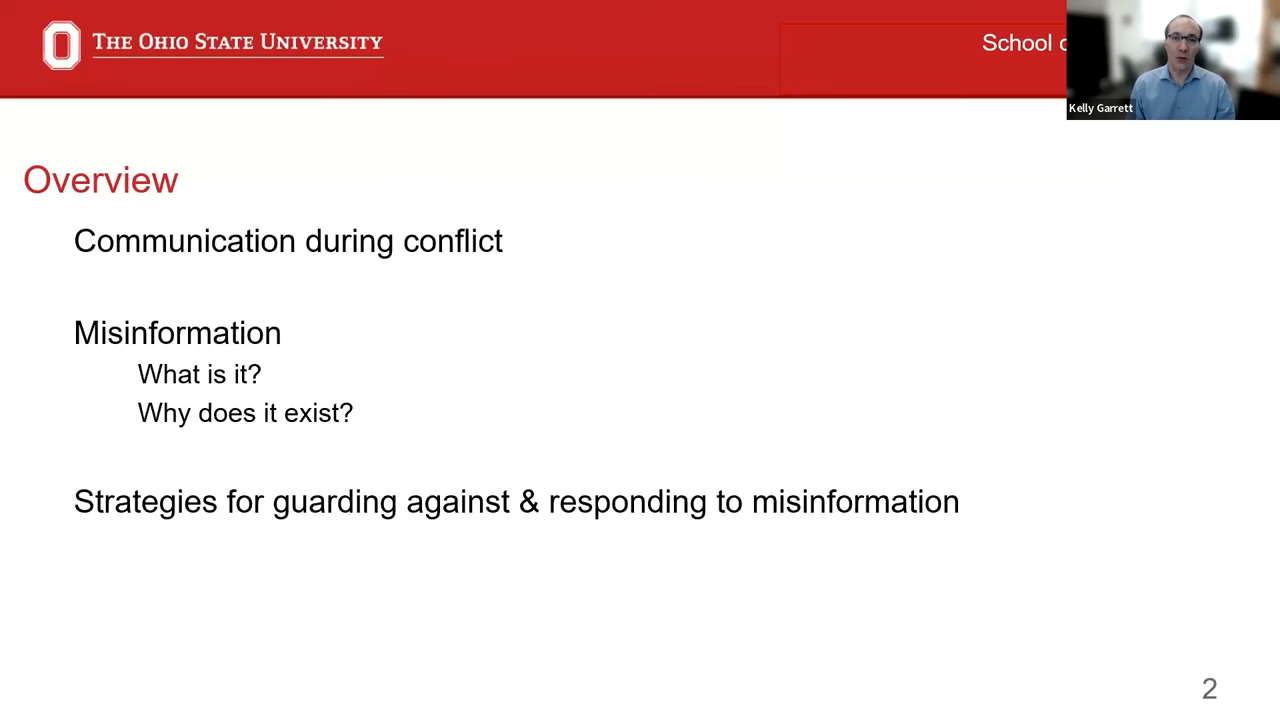 THE OHIO STATE UNIVERSITY
School
Kelly Garrett
Overview
Communication during conflict
Misinformation
What is it?
Why does it exist?
Strategies for guarding against & responding to misinformation
2